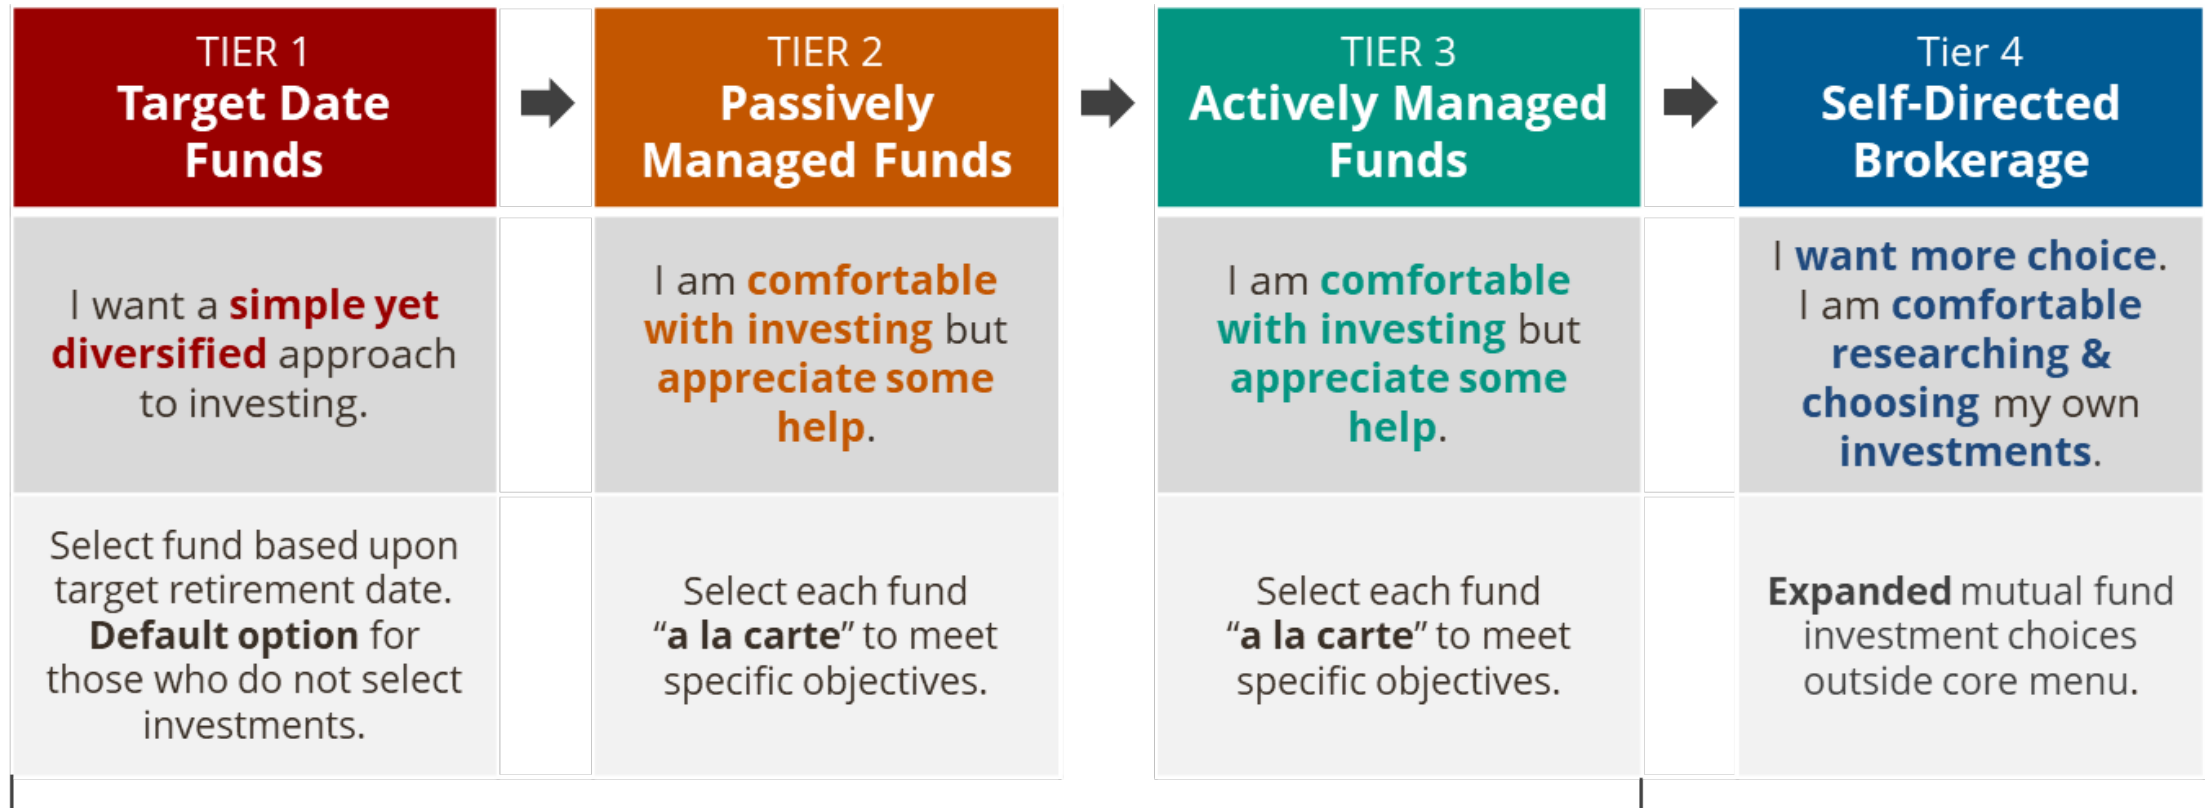 TIER 1
Target Date
Funds
I want a simple yet
diversified approach
to investing.
Select fund based upon
target retirement date.
Default option for
those who do not select
investments.
TIER 2
Passively
Managed Funds
I am comfortable
with investing but
appreciate some
help.
Select each fund
“a la carte” to meet
specific objectives.
TIER 3
Actively Managed
Funds
I am comfortable
with investing but
appreciate some
help.
Select each fund
“a la carte” to meet
specific objectives.
Tier 4
Self-Directed
Brokerage
I want more choice.
I am comfortable
researching &
choosing my own
investments.
Expanded mutual fund
investment choices
outside core menu.